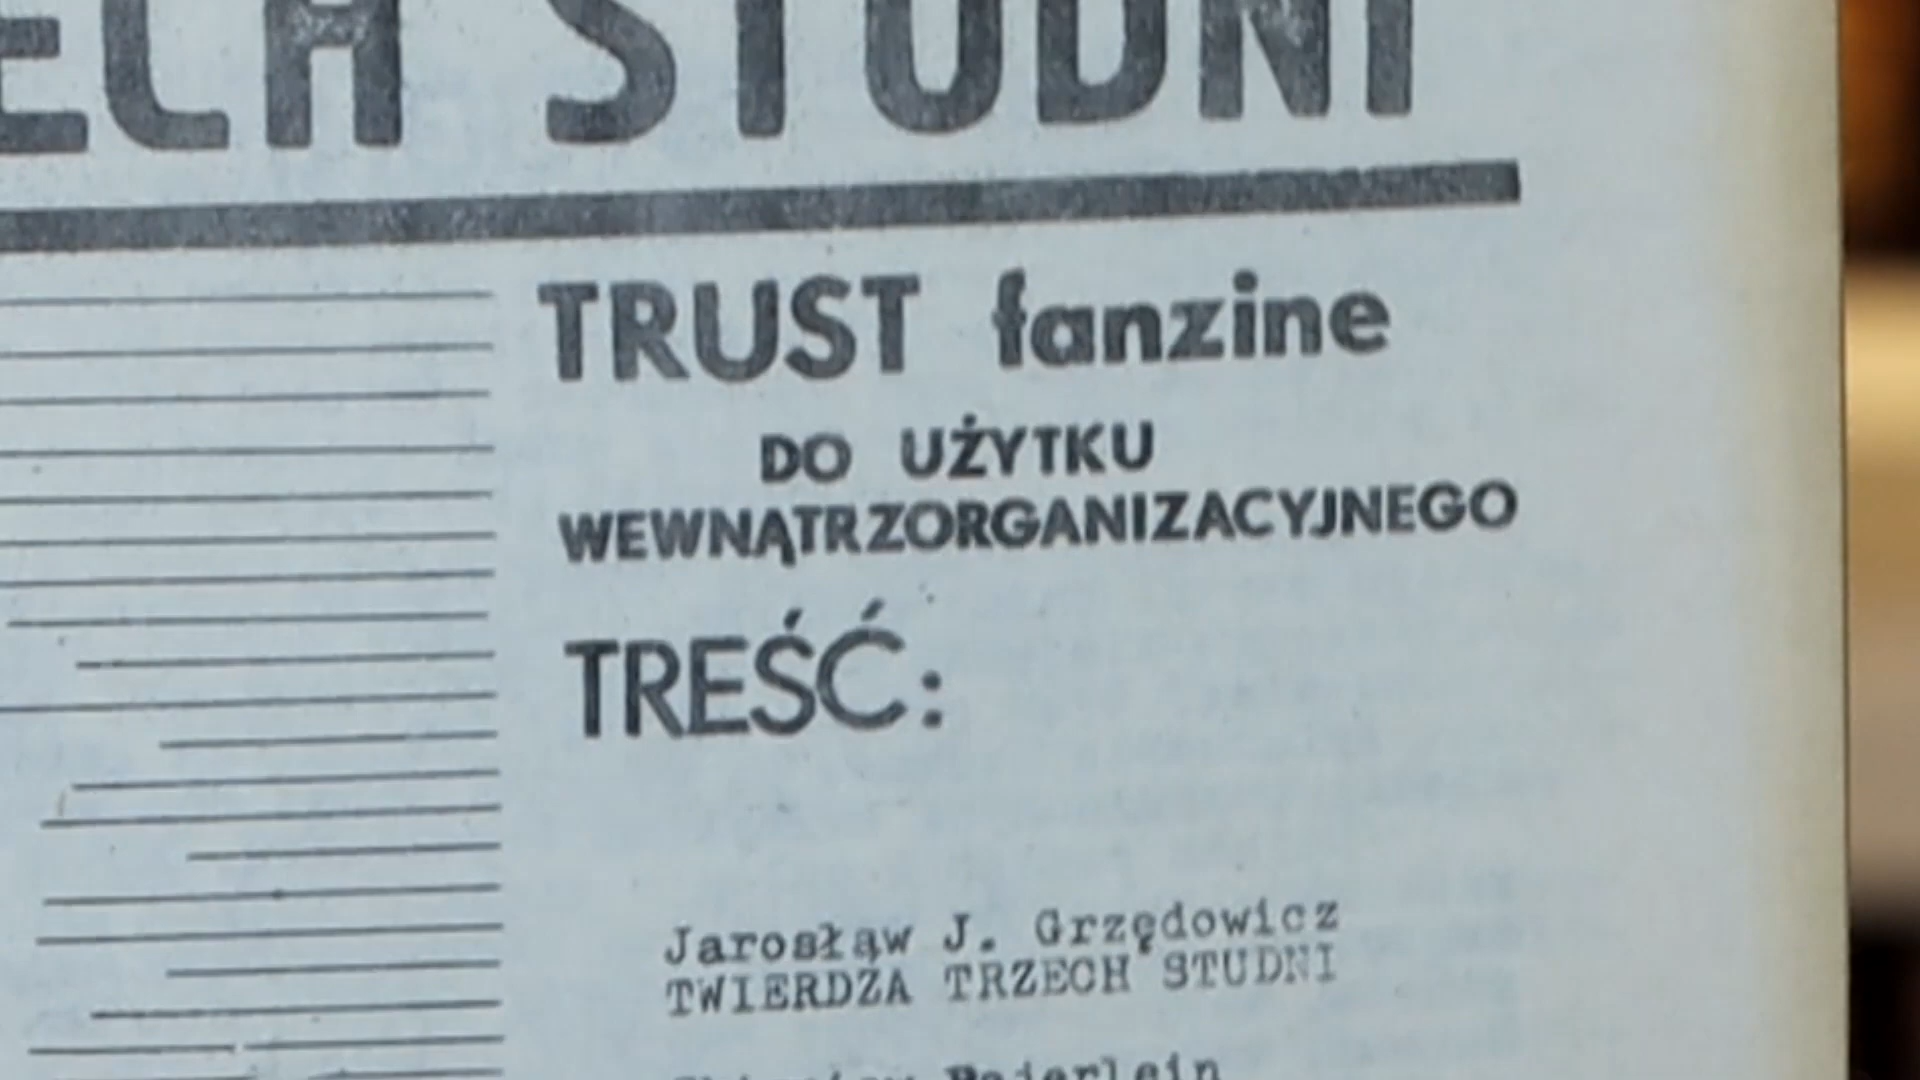 ECH STUDNI
TRUST fanzine
DO UŻYTKU
WEWNĄTRZORGANIZACYJNEGO
TREŚĆ:
Jarosław J. Grzędowicz
TWIERDZA TRZECH STUDNI